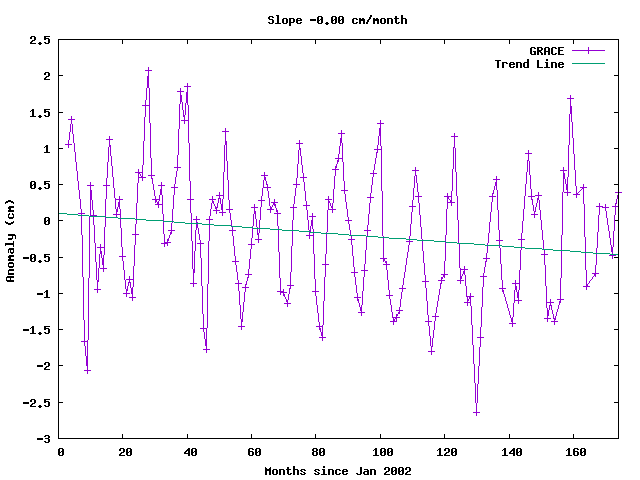 Slope -0.00 cm/month
GRACE
Trend Line
2.5
2
1.5
1
0.5
0
-0.5
-1
-1.5
-2
-2.5
-3
Anomaly (cm)
0 20 40 60 80 100 120 140 160
Months since Jan 2002